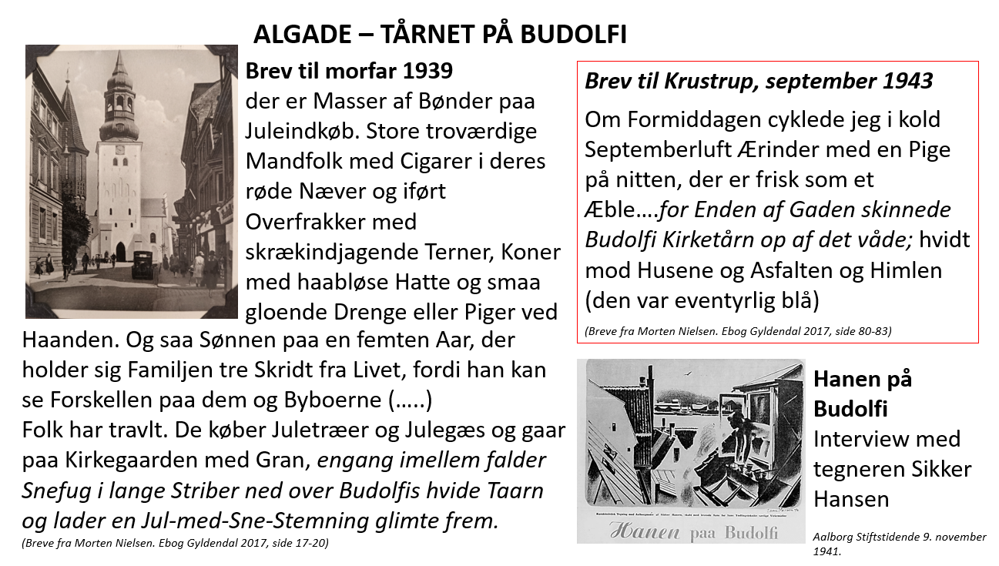 ALGADE – TÅRNET PÅ BUDOLFI
Brev til morfar 1939
der er Masser af Bønder paa
Juleindkøb. Store troværdige
Mandfolk med Cigarer i deres
røde Næver og iført
Overfrakker med
skrækindjagende Terner, Koner
med haabløse Hatte og smaa
gloende Drenge eller Piger ved
Haanden. Og saa Sønnen paa en femten Aar, der
holder sig Familjen tre Skridt fra Livet, fordi han kan
se Forskellen paa dem og Byboerne (…..)
Folk har travlt. De køber Juletræer og Julegæs og gaar
paa Kirkegaarden med Gran, engang imellem falder
Snefug i lange Striber ned over Budolfis hvide Taarn
og lader en Jul-med-Sne-Stemning glimte frem.
(Breve fra Morten Nielsen. Ebog Gyldendal 2017, side 17-20)
Brev til Krustrup, september 1943
Om Formiddagen cyklede jeg i kold
Septemberluft Ærinder med en Pige
på nitten, der er frisk som et
Æble….for Enden af Gaden skinnede
Budolfi Kirketårn op af det våde; hvidt
mod Husene og Asfalten og Himlen
(den var eventyrlig blå)
(Breve fra Morten Nielsen. Ebog Gyldendal 2017, side 80-83)
Hanen paa Budolfi
Hanen på
Budolfi
Interview med
tegneren Sikker
Hansen
Aalborg Stiftstidende 9. november
1941.